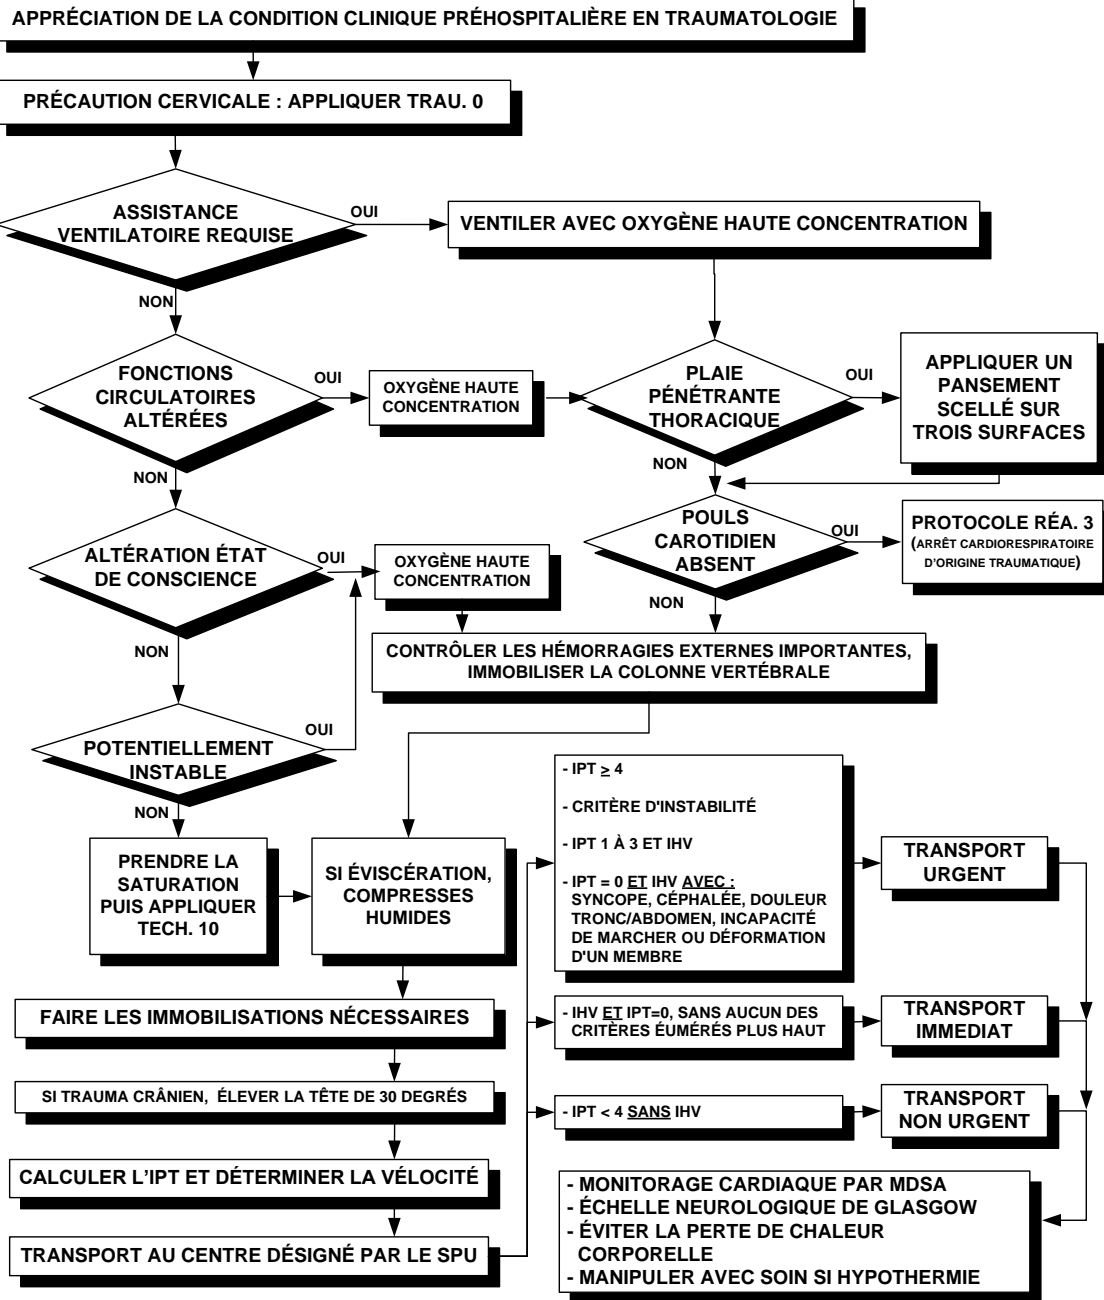 APPRÉCIATION DE LA CONDITION CLINIQUE PRÉHOSPITALIÈRE EN TRAUMATOLOGIE
PRÉCAUTION CERVICALE : APPLIQUER TRAU. 0
ASSISTANCE
VENTILATOIRE REQUISE
OUI
VENTILER AVEC OXYGÈNE HAUTE CONCENTRATION
NON
FONCTIONS
CIRCULATOIRES
ALTÉRÉES
OUI
OXYGÈNE HAUTE
CONCENTRATION
PLAIE
PÉNÉTRANTE
THORACIQUE
OUI
APPLIQUER UN
PANSEMENT
SCELLÉ SUR
TROIS SURFACES
NON
NON
ALTÉRATION ÉTAT
DE CONSCIENCE
OUI
OXYGÈNE HAUTE
CONCENTRATION
POULS
CAROTIDIEN
ABSENT
OUI
PROTOCOLE RÉA. 3
(ARRÊT CARDIORESPIRATOIRE
D'ORIGINE TRAUMATIQUE)
NON
NON
CONTRÔLER LES HÉMORRAGIES EXTERNES IMPORTANTES,
IMMOBILISER LA COLONNE VERTÉBRALE
POTENTIELLEMENT
INSTABLE
OUI
NON
PRENDRE LA
SATURATION
PUIS APPLIQUER
TECH. 10
SI ÉVISCÉRATION,
COMPRESSES
HUMIDES
- IPT ≥ 4
- CRITÈRE D'INSTABILITÉ
- IPT 1 À 3 ET IHV
- IPT = 0 ET IHV AVEC :
SYNCOPE, CÉPHALÉE, DOULEUR
TRONC/ABDOMEN, INCAPACITÉ
DE MARCHER OU DÉFORMATION
D'UN MEMBRE
TRANSPORT
URGENT
FAIRE LES IMMOBILISATIONS NÉCESSAIRES
- IHV ET IPT=0, SANS AUCUN DES
CRITÈRES ÉUMÉRÉS PLUS HAUT
TRANSPORT
IMMEDIAT
SI TRAUMA CRÂNIEN, ÉLEVER LA TÊTE DE 30 DEGRÉS
- IPT < 4 SANS IHV
TRANSPORT
NON URGENT
CALCULER L'IPT ET DÉTERMINER LA VÉLOCITÉ
TRANSPORT AU CENTRE DÉSIGNÉ PAR LE SPU
- MONITORAGE CARDIAQUE PAR MDSA
- ÉCHELLE NEUROLOGIQUE DE GLASGOW
- ÉVITER LA PERTE DE CHALEUR
CORPORELLE
- MANIPULER AVEC SOIN SI HYPOTHERMIE